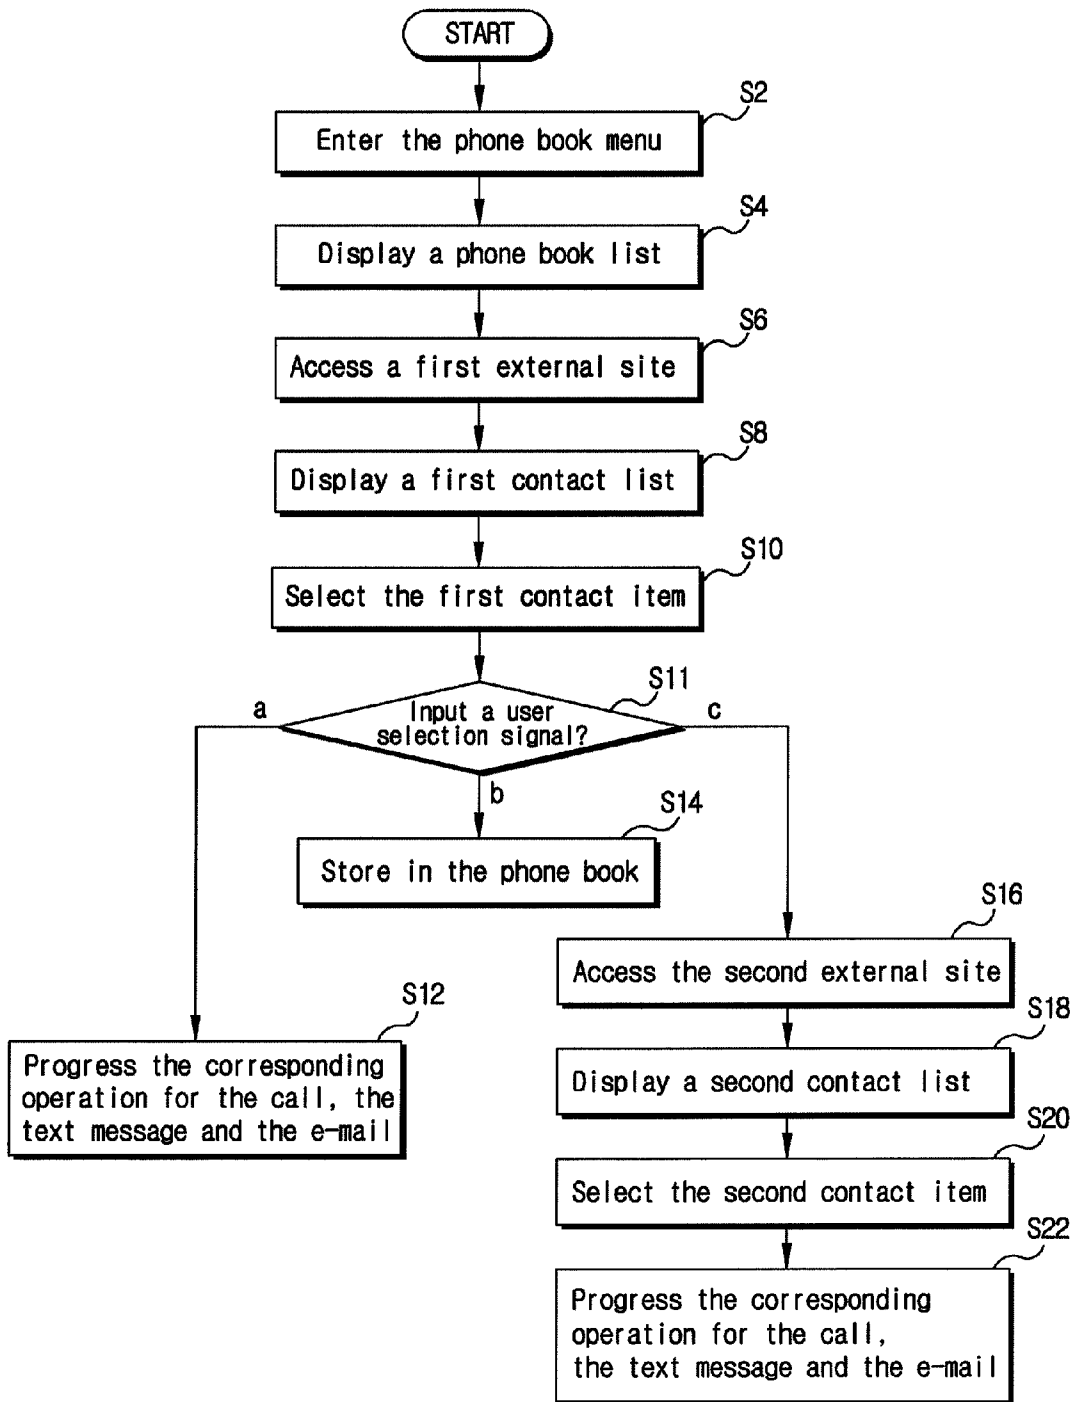 START
S2
Enter the phone book menu
S4
Display a phone book list
S6
Access a first external site
S8
Display a first contact list
S10
Select the first contact item
S11
Input a user
selection signal?
a
c
b
S14
Store in the phone book
S16
Access the second external site
S12
Progress the corresponding
operation for the call, the
text message and the e-mail
S18
Display a second contact list
S20
Select the second contact item
S22
Progress the corresponding
operation for the call,
the text message and the e-mail